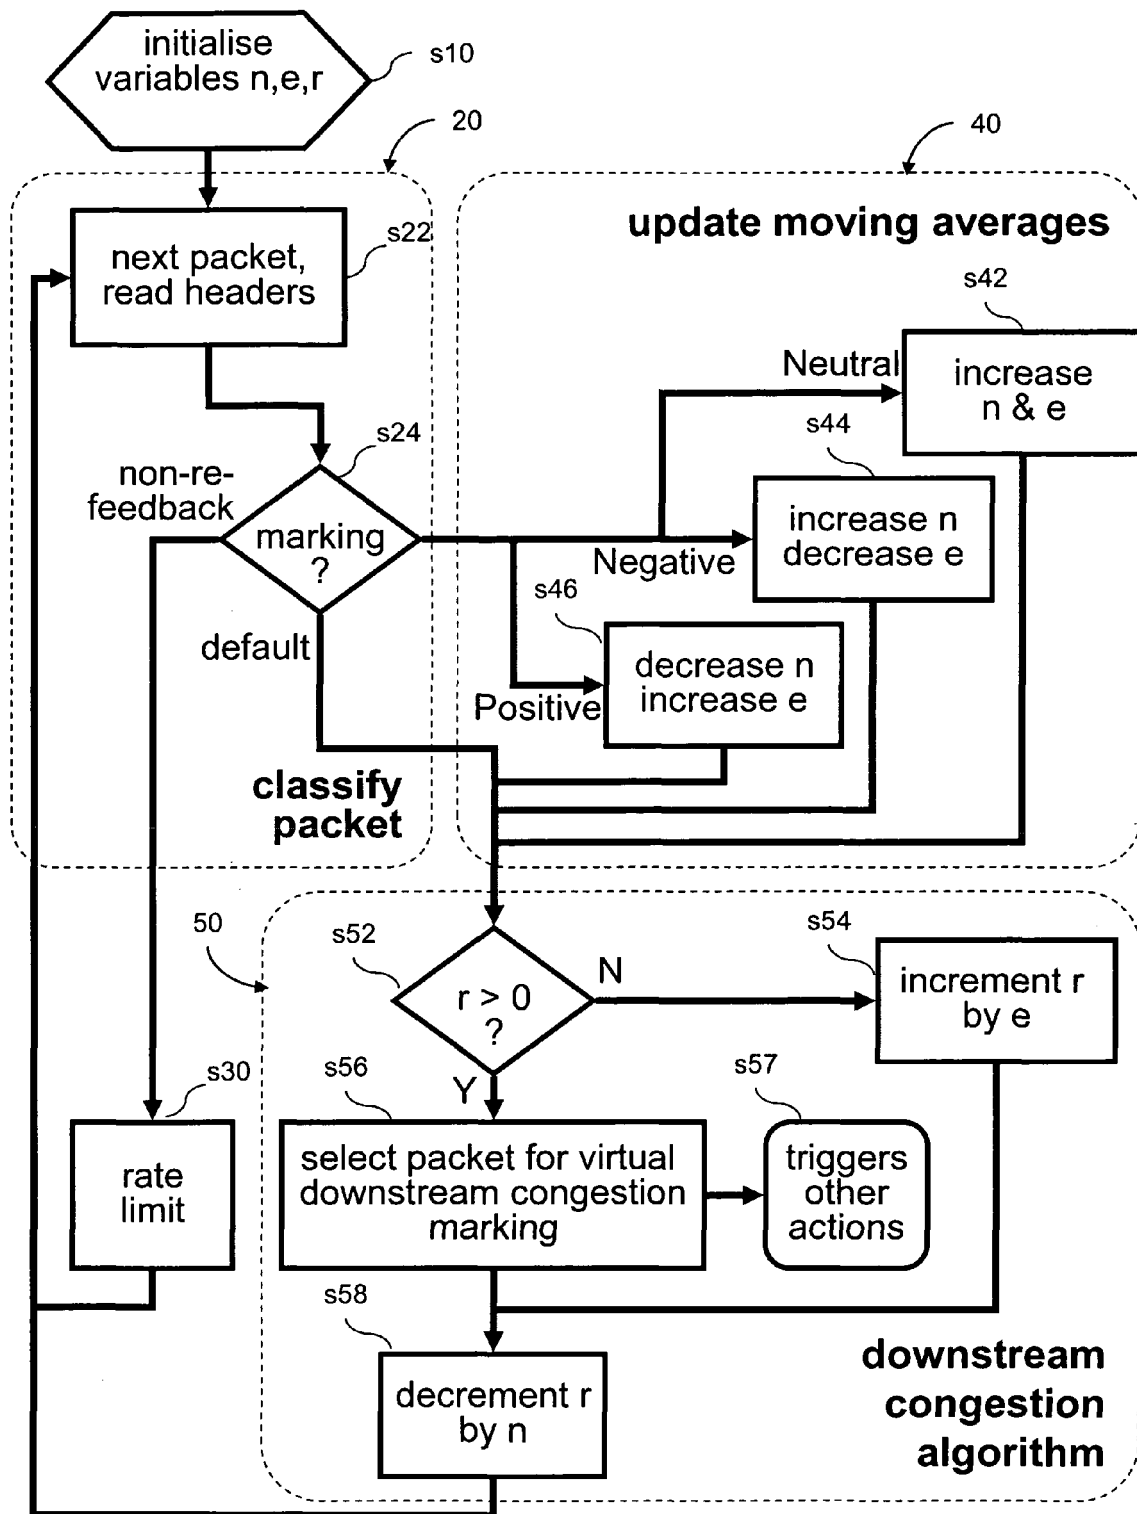 initialise
variables n,e,r
s10
20
40
update moving averages
s22
next packet,
read headers
s42
Neutral
increase
n & e
s24
s44
non-re-
feedback
marking
?
increase n
decrease e
Negative
s46
default
decrease n
increase e
Positive
classify
packet
50
s52
s54
N
r > 0
?
increment r
by e
s56
Y
s57
s30
rate
limit
select packet for virtual
downstream congestion
marking
triggers
other
actions
s58
decrement r
by n
downstream
congestion
algorithm